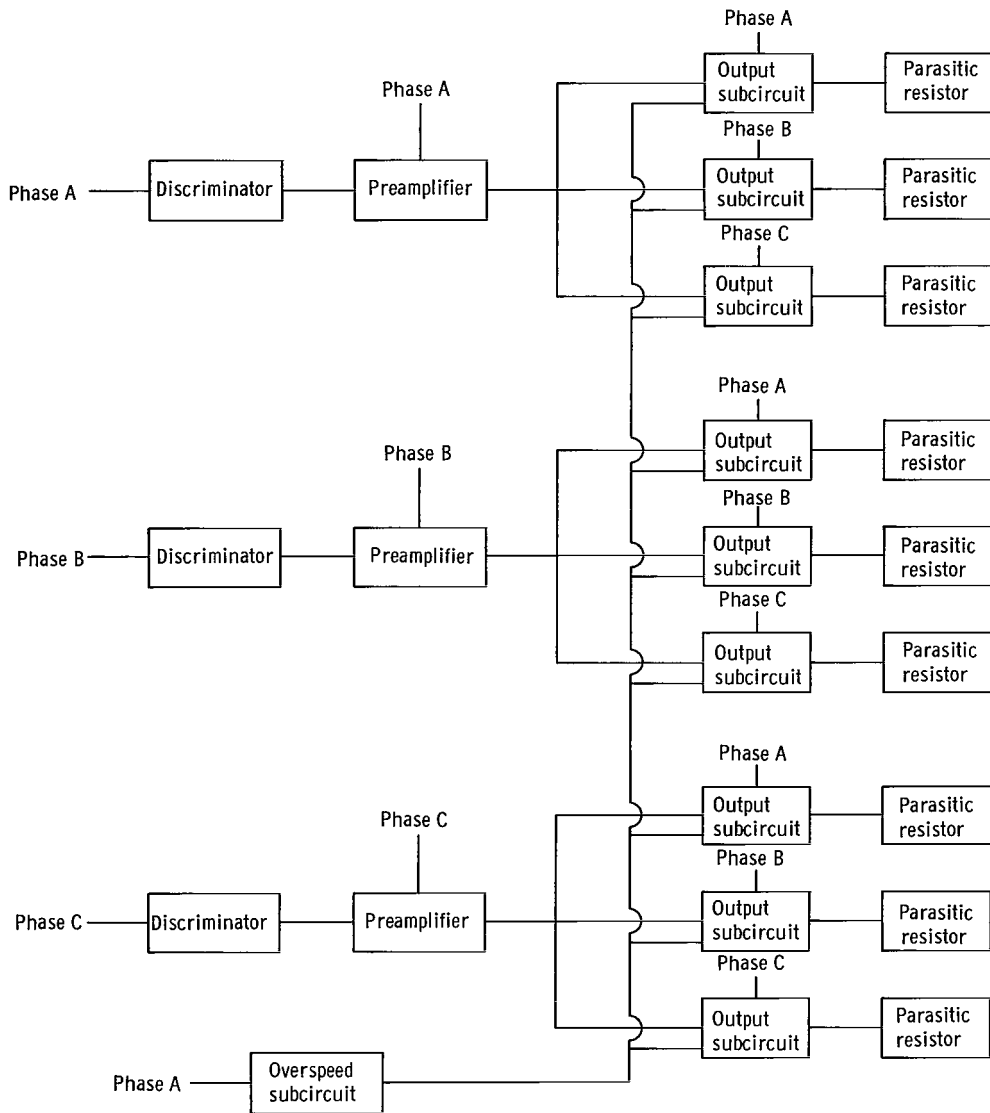 Phase A
Output
subcircuit
Parasitic
resistor
Phase A
Phase B
Phase A
Discriminator
Preamplifier
Output
subcircuit
Parasitic
resistor
Phase C
Output
subcircuit
Parasitic
resistor
Phase A
Output
subcircuit
Parasitic
resistor
Phase B
Phase B
Phase B
Discriminator
Preamplifier
Output
subcircuit
Parasitic
resistor
Phase C
Output
subcircuit
Parasitic
resistor
Phase A
Output
subcircuit
Parasitic
resistor
Phase C
Phase B
Phase C
Discriminator
Preamplifier
Output
subcircuit
Parasitic
resistor
Phase C
Output
subcircuit
Parasitic
resistor
Phase A
Overspeed
subcircuit